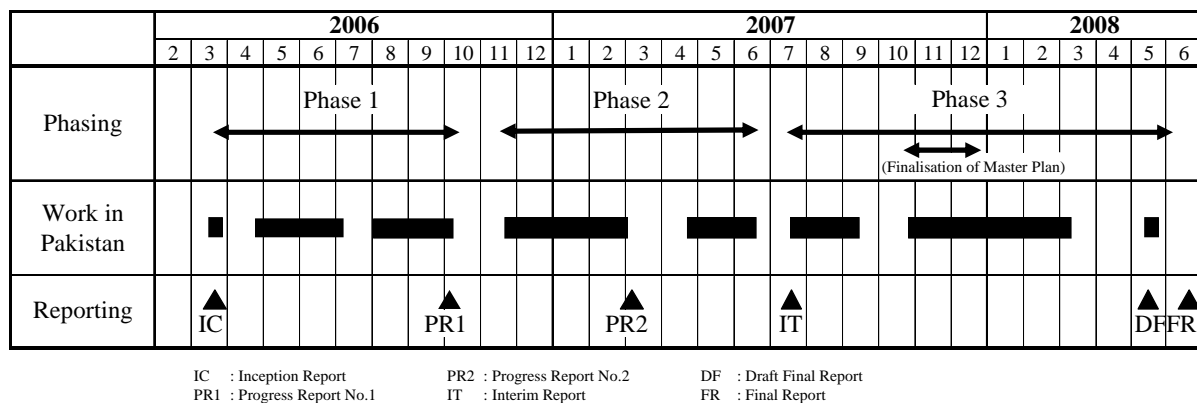 2006 2007 2008
2 3 4 5 6 7 8 9 10 11 12 1 2 3 4 5 6 7 8 9 10 11 12 1 2 3 4 5 6
Phasing Phase 1 Phase 2 Phase 3
(Finalisation of Master Plan)
Work in
Pakistan
Reporting
IC PR1 PR2 IT DF FR
IC : Inception Report PR2 : Progress Report No.2 DF : Draft Final Report
PR1 : Progress Report No.1 IT : Interim Report FR : Final Report